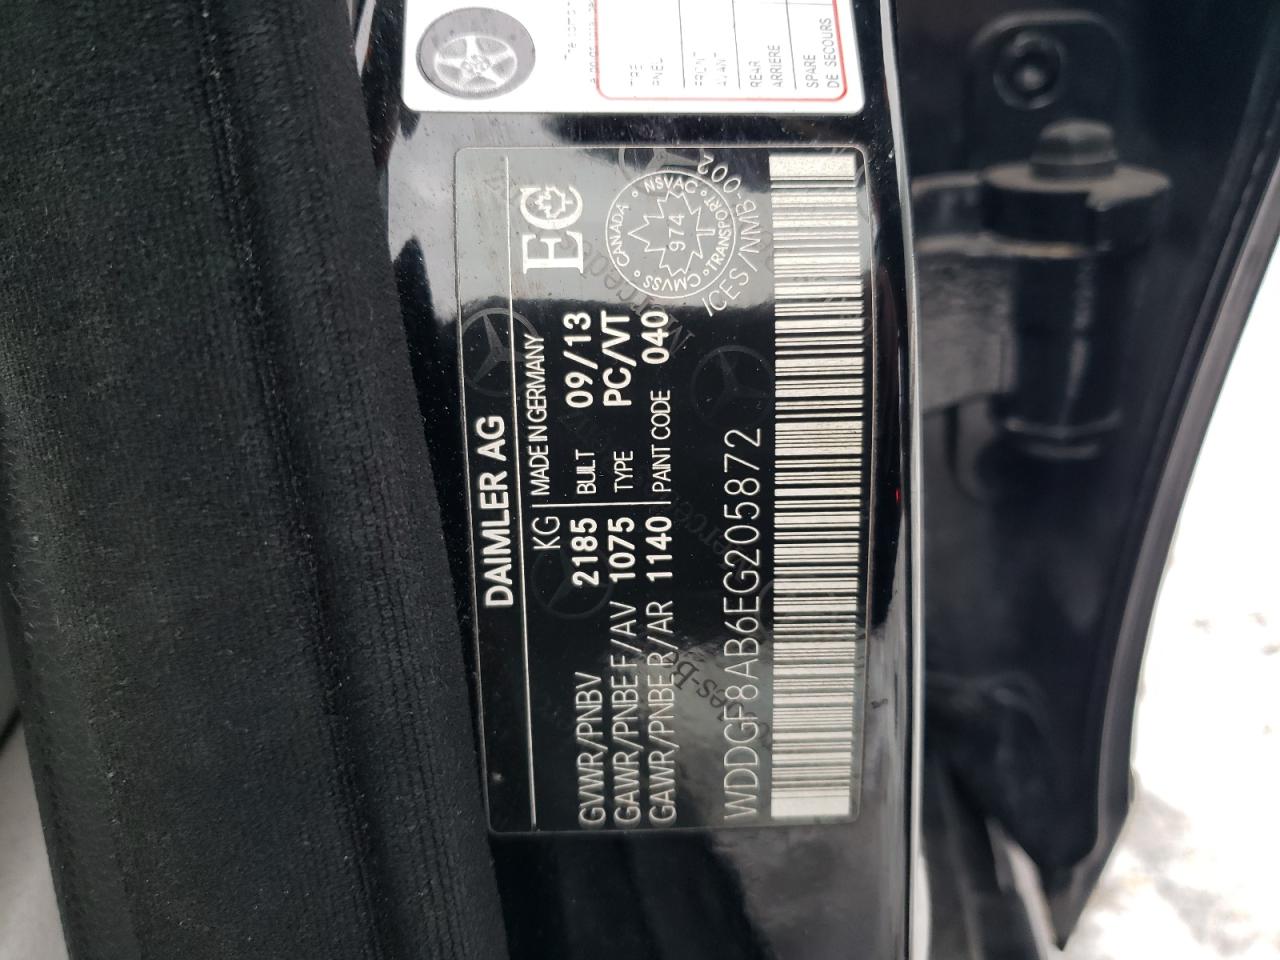 TIRE
PNEU
FRONT
AVANT
REAR
ARRIERE
SPARE
DE SECOURS
DAIMLER AG
KG MADE IN GERMANY
GVWR/PNBV 2185 BUILT 09/13
GAWR/PNBE F/AV 1075 TYPE PC/VT
GAWR/PNBE R/AR 1140 PAINT CODE 040
EC
CANADA • NSVAC • TRANSPORT • CMVSS •
974
ICES/NMB-002
WDDGF8AB6EG205872